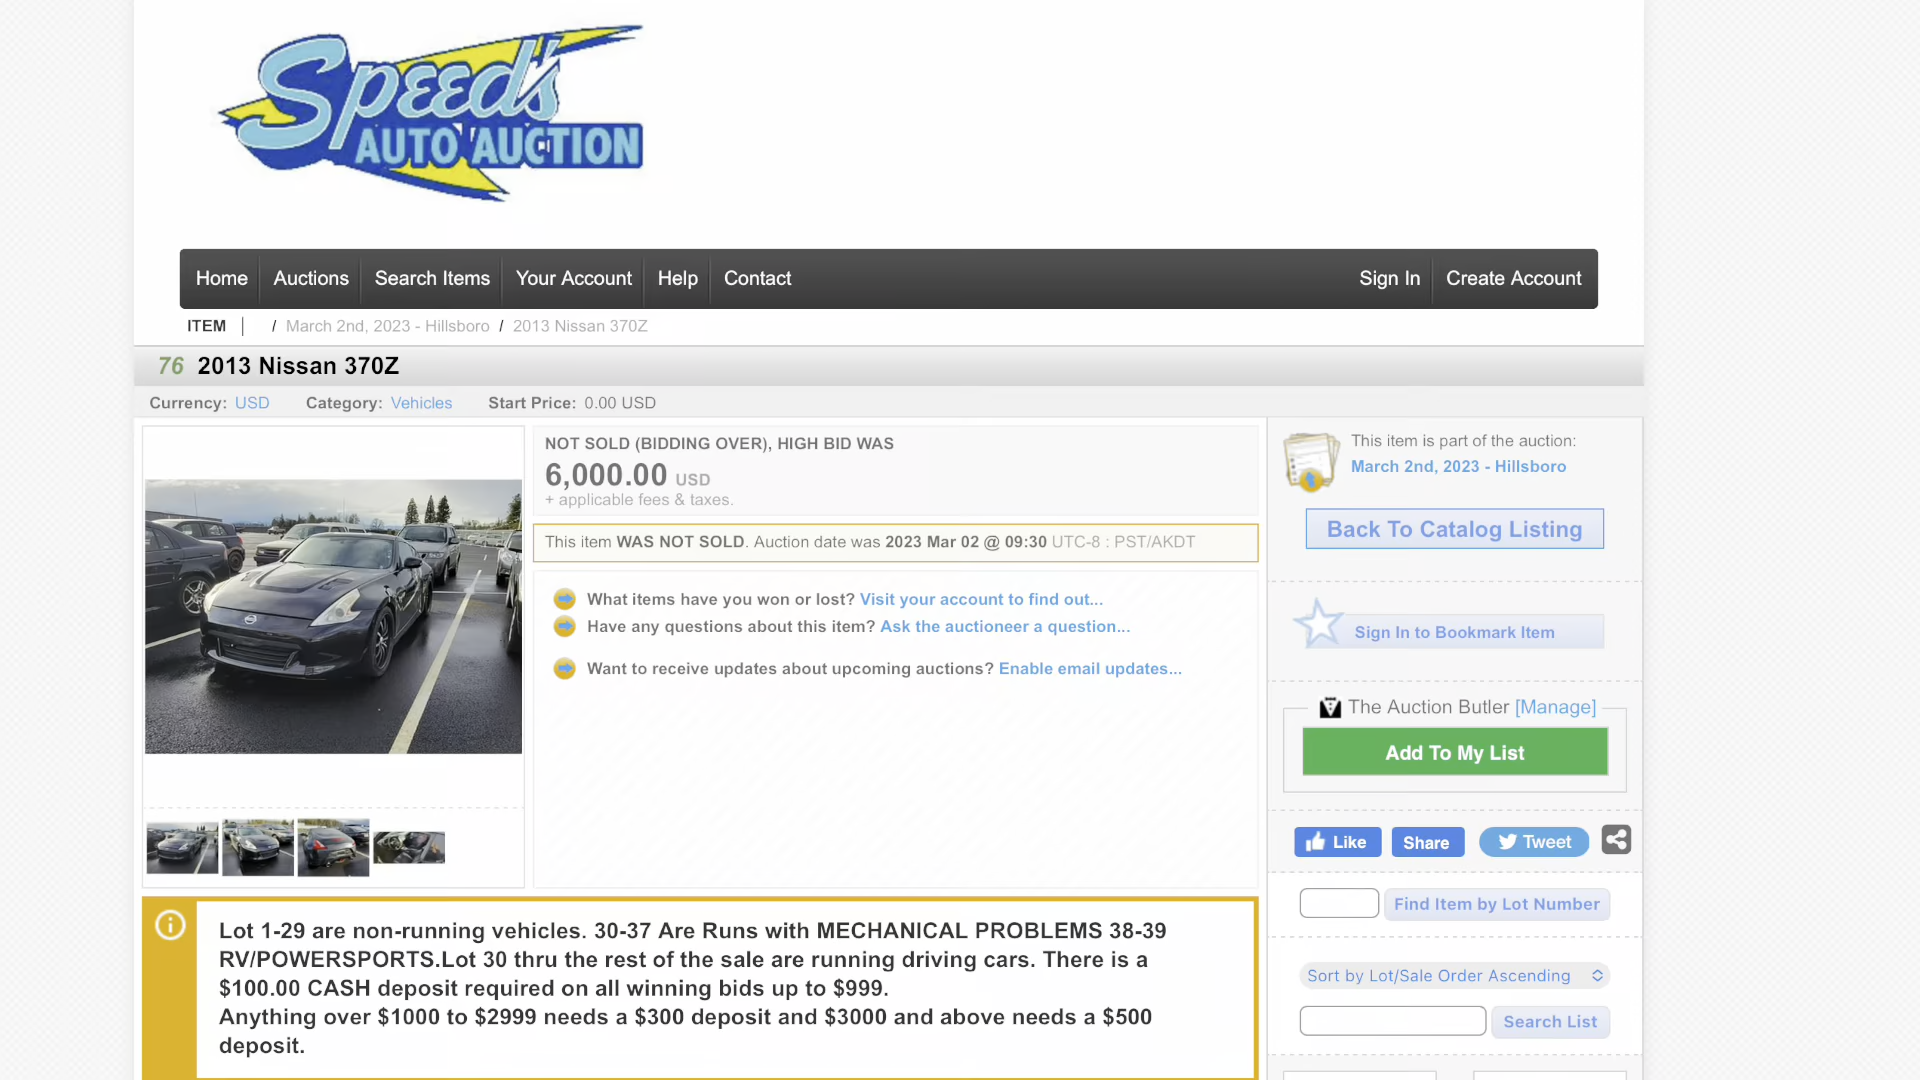 Speed's
AUTO AUCTION
Home Auctions Search Items Your Account Help Contact Sign In Create Account
ITEM / March 2nd, 2023 - Hillsboro / 2013 Nissan 370Z
76 2013 Nissan 370Z
Currency: USD Category: Vehicles Start Price: 0.00 USD
NOT SOLD (BIDDING OVER), HIGH BID WAS
6,000.00 USD
+ applicable fees & taxes.
This item WAS NOT SOLD. Auction date was 2023 Mar 02 @ 09:30 UTC-8 : PST/AKDT
What items have you won or lost? Visit your account to find out...
Have any questions about this item? Ask the auctioneer a question...
Want to receive updates about upcoming auctions? Enable email updates...
Lot 1-29 are non-running vehicles. 30-37 Are Runs with MECHANICAL PROBLEMS 38-39
RV/POWERSPORTS.Lot 30 thru the rest of the sale are running driving cars. There is a
$100.00 CASH deposit required on all winning bids up to $999.
Anything over $1000 to $2999 needs a $300 deposit and $3000 and above needs a $500
deposit.
This item is part of the auction:
March 2nd, 2023 - Hillsboro
Back To Catalog Listing
Sign In to Bookmark Item
The Auction Butler [Manage]
Add To My List
Like Share Tweet
Find Item by Lot Number
Sort by Lot/Sale Order Ascending
Search List